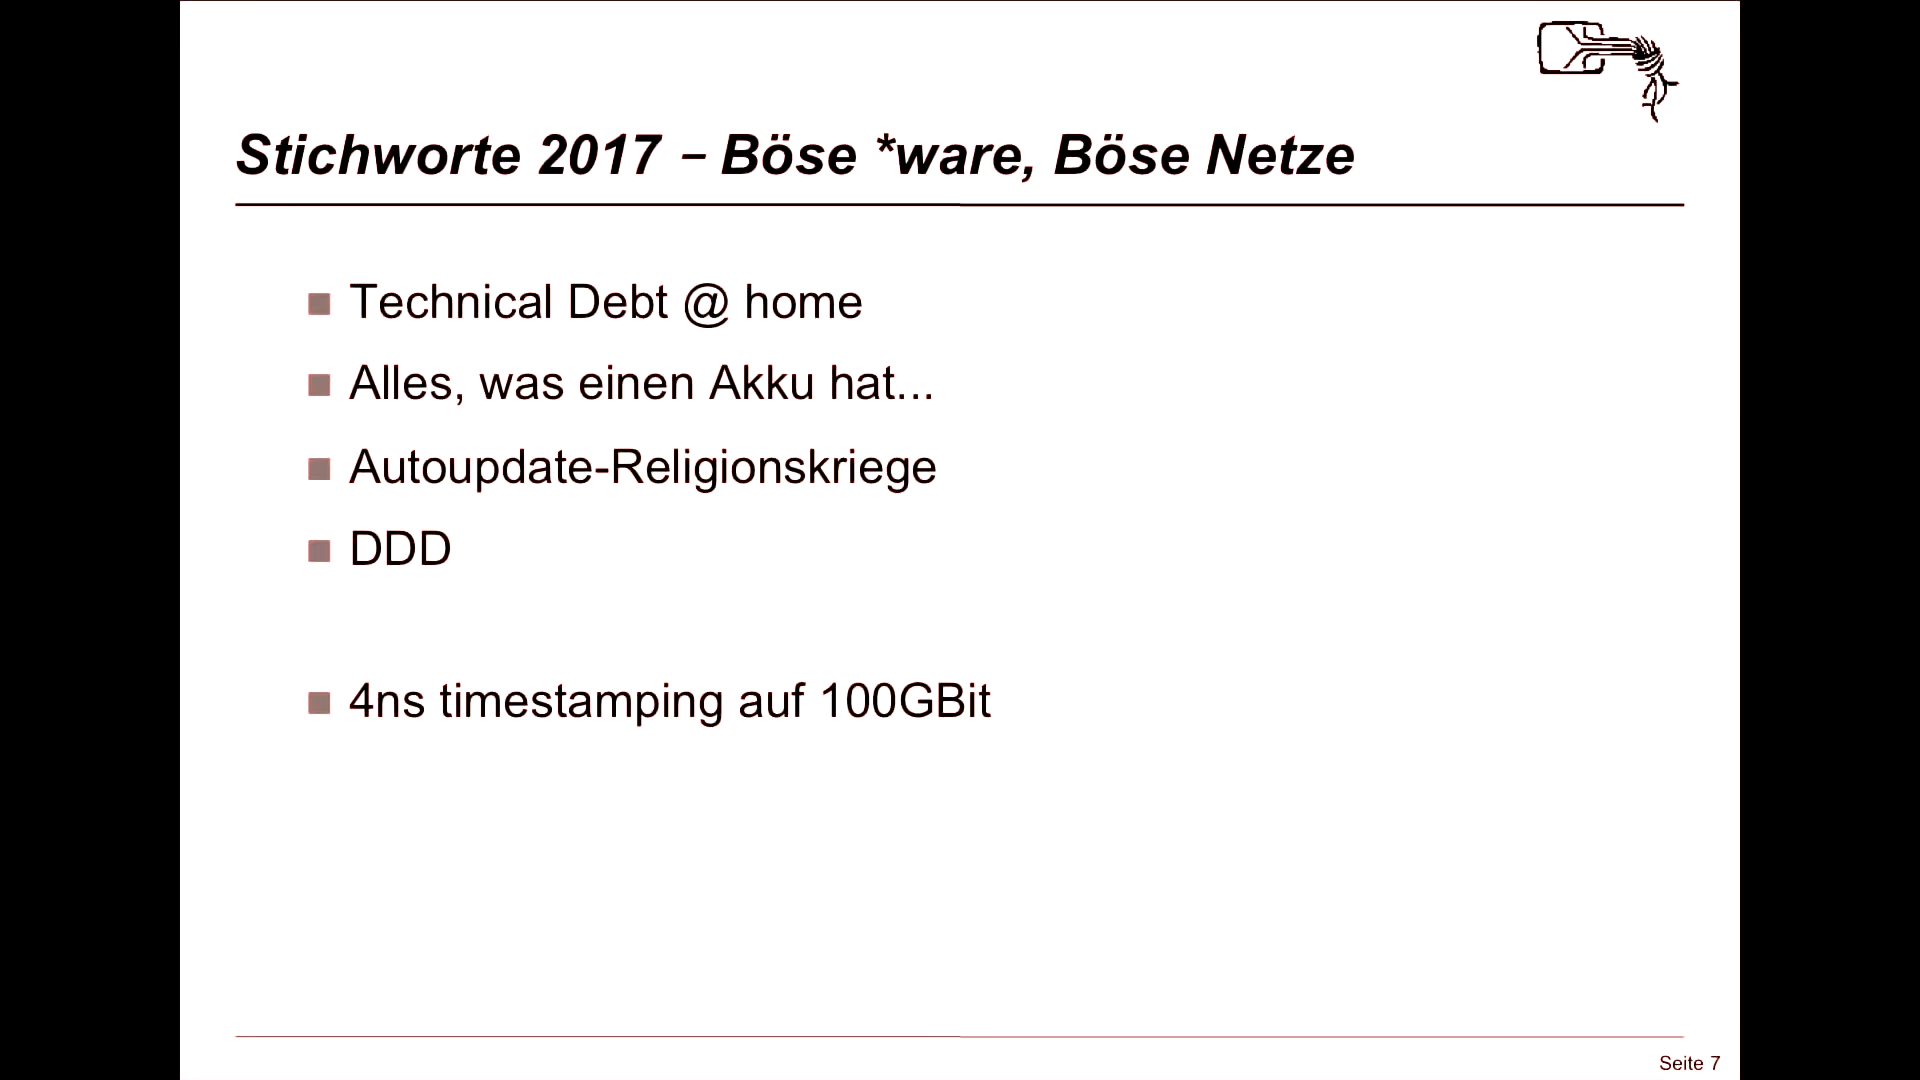 Stichworte 2017 – Böse *ware, Böse Netze
Technical Debt @ home
Alles, was einen Akku hat...
Autoupdate-Religionskriege
DDD
4ns timestamping auf 100GBit
Seite 7